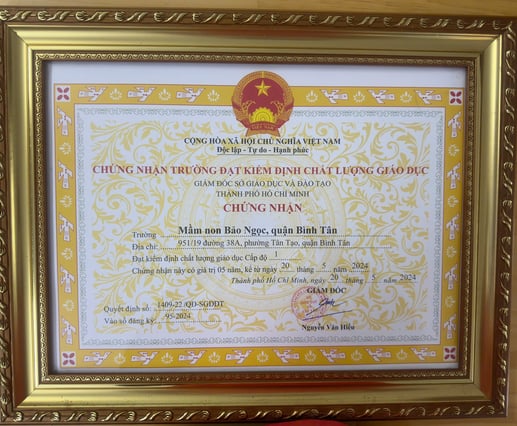 CỘNG HÒA XÃ HỘI CHỦ NGHĨA VIỆT NAM
Độc lập - Tự do - Hạnh phúc
CHỨNG NHẬN TRƯỜNG ĐẠT KIỂM ĐỊNH CHẤT LƯỢNG GIÁO DỤC
GIÁM ĐỐC SỞ GIÁO DỤC VÀ ĐÀO TẠO
THÀNH PHỐ HỒ CHÍ MINH
CHỨNG NHẬN
Trường Mầm non Bảo Ngọc, quận Bình Tân
Địa chỉ: 951/19 đường 38A, phường Tân Tạo, quận Bình Tân
Đạt kiểm định chất lượng giáo dục Cấp độ 1
Chứng nhận này có giá trị 05 năm, kể từ ngày 20 tháng 5 năm 2024
Thành phố Hồ Chí Minh, ngày 20 tháng 5 năm 2024
GIÁM ĐỐC
Quyết định số: 1409-22 /QĐ-SGDĐT
Vào sổ đăng ký: 95-2024
Nguyễn Văn Hiếu